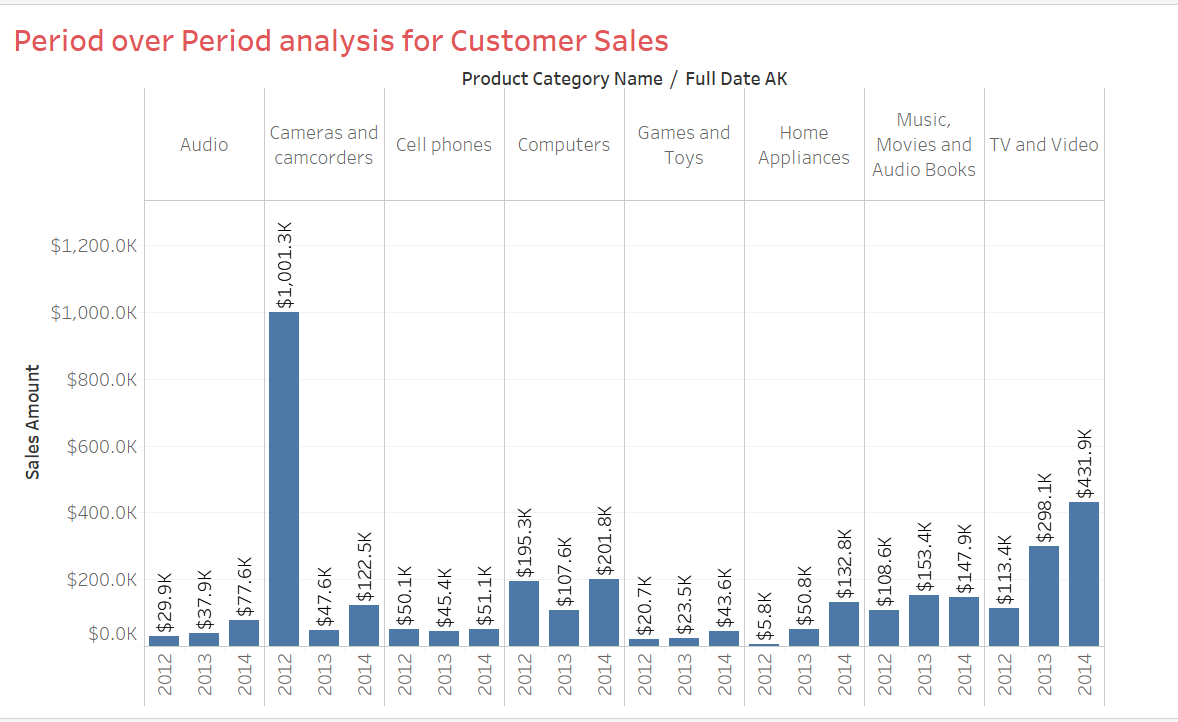 Period over Period analysis for Customer Sales
Product Category Name / Full Date AK
Audio
Cameras and
camcorders
Cell phones
Computers
Games and
Toys
Home
Appliances
Music,
Movies and
Audio Books
TV and Video
Sales Amount
$1,200.0K
$1,000.0K
$800.0K
$600.0K
$400.0K
$200.0K
$0.0K
$29.9K
$37.9K
$77.6K
$1,001.3K
$47.6K
$122.5K
$50.1K
$45.4K
$51.1K
$195.3K
$107.6K
$201.8K
$20.7K
$23.5K
$43.6K
$5.8K
$50.8K
$132.8K
$108.6K
$153.4K
$147.9K
$113.4K
$298.1K
$431.9K
2012
2013
2014
2012
2013
2014
2012
2013
2014
2012
2013
2014
2012
2013
2014
2012
2013
2014
2012
2013
2014
2012
2013
2014